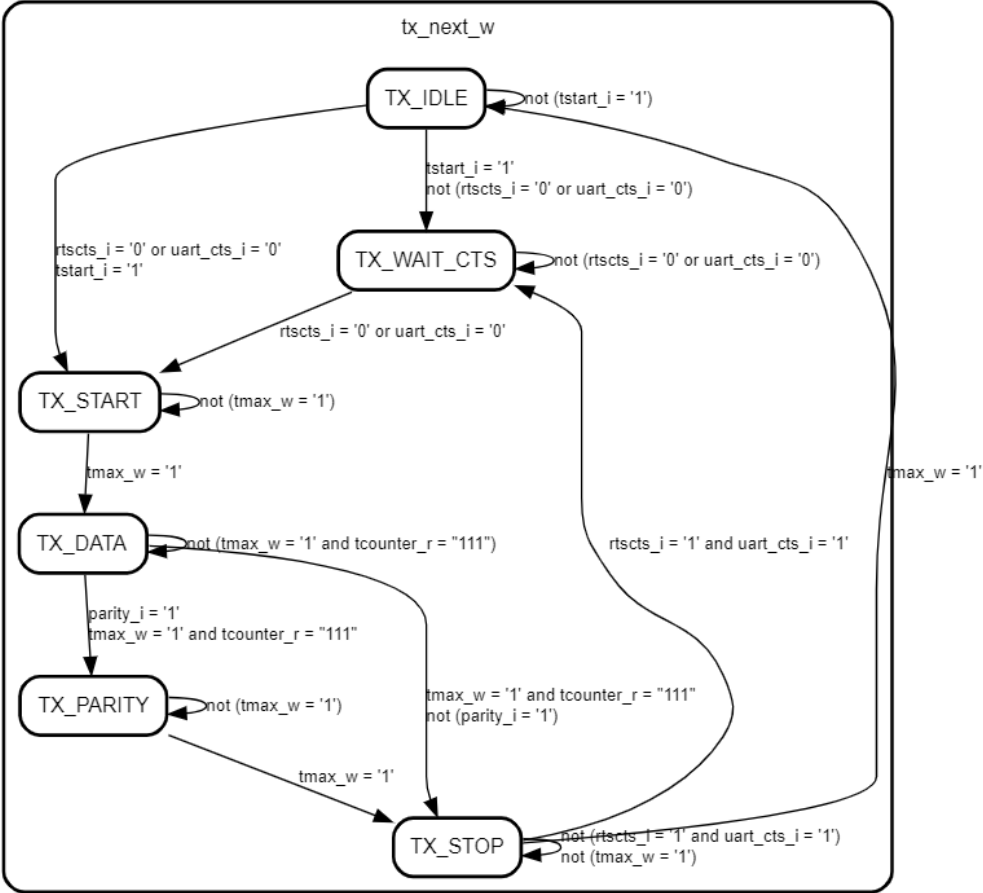 tx_next_w
TX_IDLE
not (tstart_i = '1')
tstart_i = '1'
not (rtscts_i = '0' or uart_cts_i = '0')
rtscts_i = '0' or uart_cts_i = '0'
tstart_i = '1'
TX_WAIT_CTS
not (rtscts_i = '0' or uart_cts_i = '0')
rtscts_i = '0' or uart_cts_i = '0'
TX_START
not (tmax_w = '1')
tmax_w = '1'
tmax_w = '1'
TX_DATA
not (tmax_w = '1' and tcounter_r = "111")
rtscts_i = '1' and uart_cts_i = '1'
parity_i = '1'
tmax_w = '1' and tcounter_r = "111"
TX_PARITY
not (tmax_w = '1')
tmax_w = '1' and tcounter_r = "111"
not (parity_i = '1')
tmax_w = '1'
TX_STOP
not (rtscts_i = '1' and uart_cts_i = '1')
not (tmax_w = '1')